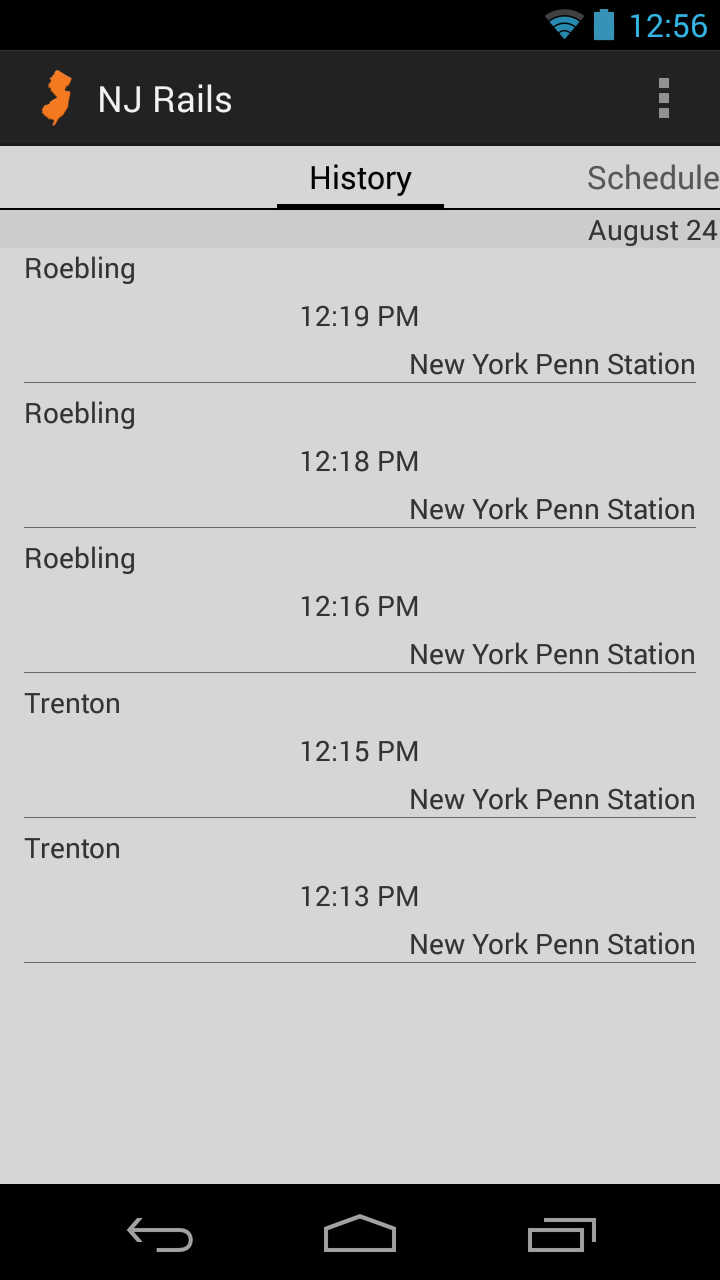 12:56
NJ Rails
History
Schedule
August 24
Roebling
12:19 PM
New York Penn Station
Roebling
12:18 PM
New York Penn Station
Roebling
12:16 PM
New York Penn Station
Trenton
12:15 PM
New York Penn Station
Trenton
12:13 PM
New York Penn Station